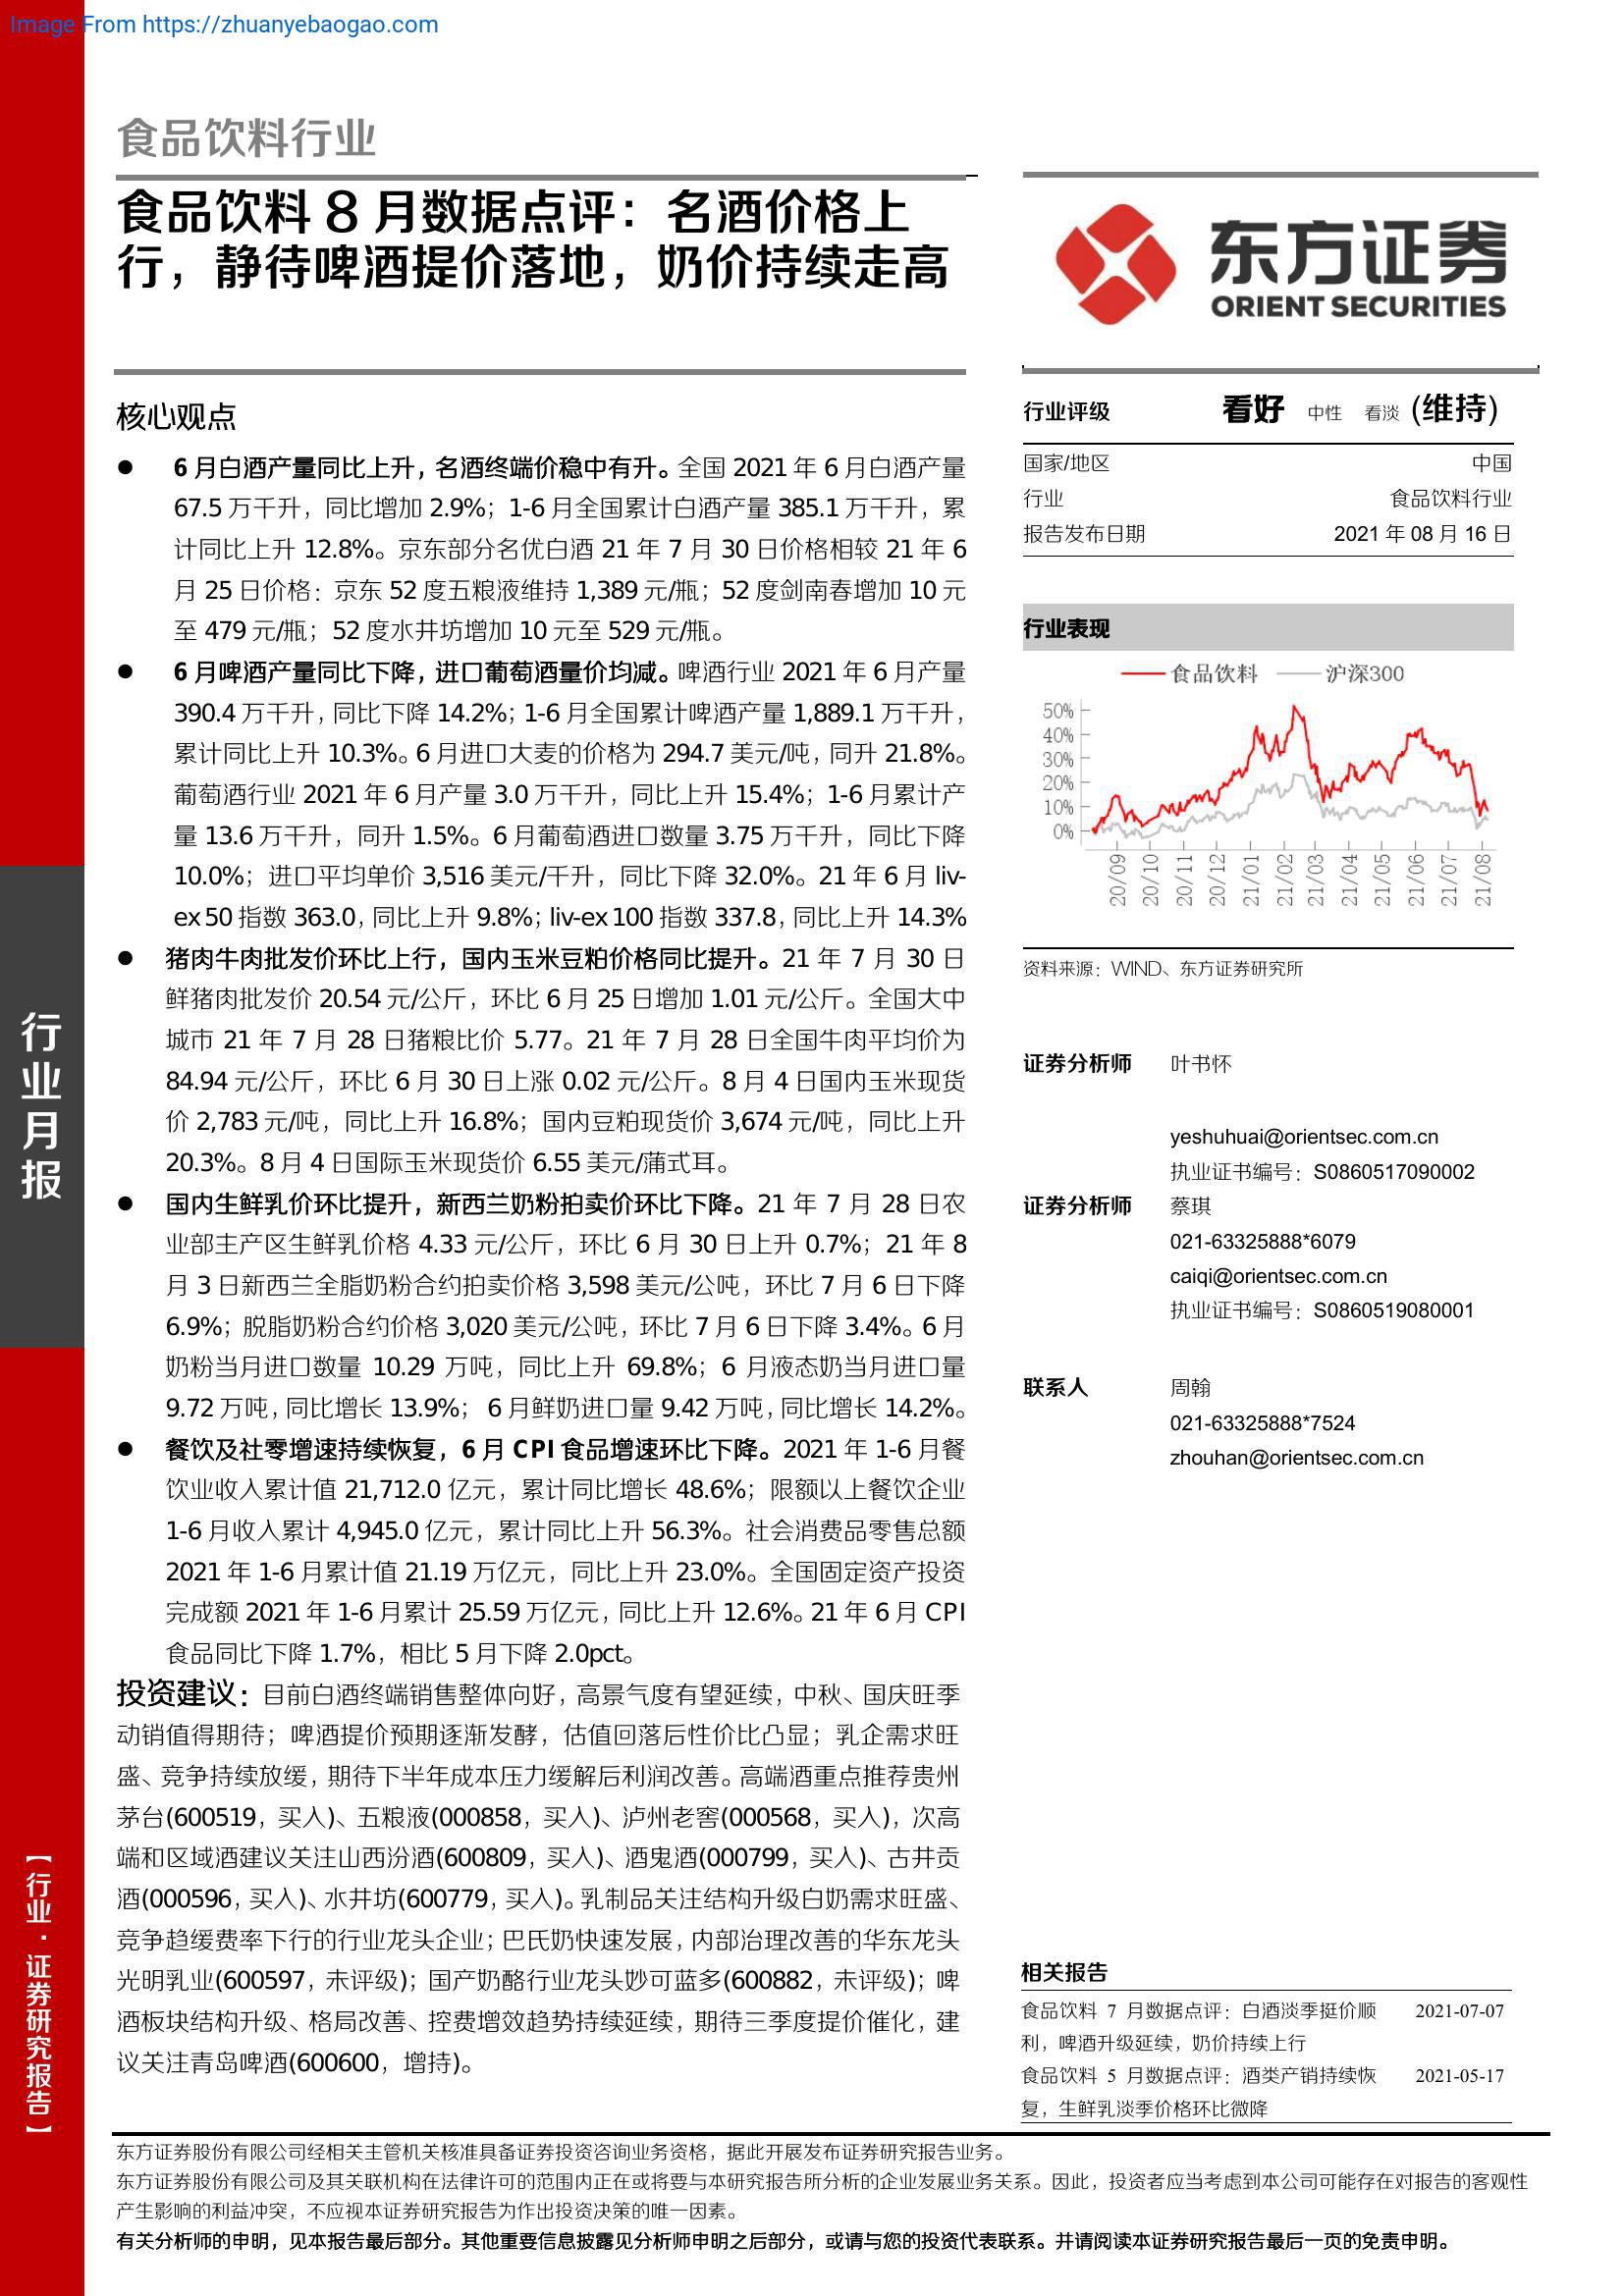 Image From https://zhuanyebaogao.com
食品饮料行业
食品饮料 8 月数据点评：名酒价格上
行，静待啤酒提价落地，奶价持续走高
东方证券
ORIENT SECURITIES
核心观点
● 6 月白酒产量同比上升，名酒终端价稳中有升。全国 2021 年 6 月白酒产量
67.5 万千升，同比增加 2.9%；1-6 月全国累计白酒产量 385.1 万千升，累
计同比上升 12.8%。京东部分名优白酒 21 年 7 月 30 日价格相较 21 年 6
月 25 日价格：京东 52 度五粮液维持 1,389 元/瓶；52 度剑南春增加 10 元
至 479 元/瓶；52 度水井坊增加 10 元至 529 元/瓶。
● 6 月啤酒产量同比下降，进口葡萄酒量价均减。啤酒行业 2021 年 6 月产量
390.4 万千升，同比下降 14.2%；1-6 月全国累计啤酒产量 1,889.1 万千升，
累计同比上升 10.3%。6 月进口大麦的价格为 294.7 美元/吨，同升 21.8%。
葡萄酒行业 2021 年 6 月产量 3.0 万千升，同比上升 15.4%；1-6 月累计产
量 13.6 万千升，同升 1.5%。6 月葡萄酒进口数量 3.75 万千升，同比下降
10.0%；进口平均单价 3,516 美元/千升，同比下降 32.0%。21 年 6 月 liv-
ex 50 指数 363.0，同比上升 9.8%；liv-ex 100 指数 337.8，同比上升 14.3%
● 猪肉牛肉批发价环比上行，国内玉米豆粕价格同比提升。21 年 7 月 30 日
鲜猪肉批发价 20.54 元/公斤，环比 6 月 25 日增加 1.01 元/公斤。全国大中
城市 21 年 7 月 28 日猪粮比价 5.77。21 年 7 月 28 日全国牛肉平均价为
84.94 元/公斤，环比 6 月 30 日上涨 0.02 元/公斤。8 月 4 日国内玉米现货
价 2,783 元/吨，同比上升 16.8%；国内豆粕现货价 3,674 元/吨，同比上升
20.3%。8 月 4 日国际玉米现货价 6.55 美元/蒲式耳。
● 国内生鲜乳价环比提升，新西兰奶粉拍卖价环比下降。21 年 7 月 28 日农
业部主产区生鲜乳价格 4.33 元/公斤，环比 6 月 30 日上升 0.7%；21 年 8
月 3 日新西兰全脂奶粉合约拍卖价格 3,598 美元/公吨，环比 7 月 6 日下降
6.9%；脱脂奶粉合约价格 3,020 美元/公吨，环比 7 月 6 日下降 3.4%。6 月
奶粉当月进口数量 10.29 万吨，同比上升 69.8%；6 月液态奶当月进口量
9.72 万吨，同比增长 13.9%； 6 月鲜奶进口量 9.42 万吨，同比增长 14.2%。
● 餐饮及社零增速持续恢复，6 月 CPI 食品增速环比下降。2021 年 1-6 月餐
饮业收入累计值 21,712.0 亿元，累计同比增长 48.6%；限额以上餐饮企业
1-6 月收入累计 4,945.0 亿元，累计同比上升 56.3%。社会消费品零售总额
2021 年 1-6 月累计值 21.19 万亿元，同比上升 23.0%。全国固定资产投资
完成额 2021 年 1-6 月累计 25.59 万亿元，同比上升 12.6%。21 年 6 月 CPI
食品同比下降 1.7%，相比 5 月下降 2.0pct。
投资建议：目前白酒终端销售整体向好，高景气度有望延续，中秋、国庆旺季
动销值得期待；啤酒提价预期逐渐发酵，估值回落后性价比凸显；乳企需求旺
盛、竞争持续放缓，期待下半年成本压力缓解后利润改善。高端酒重点推荐贵州
茅台(600519，买入)、五粮液(000858，买入)、泸州老窖(000568，买入)，次高
端和区域酒建议关注山西汾酒(600809，买入)、酒鬼酒(000799，买入)、古井贡
酒(000596，买入)、水井坊(600779，买入)。乳制品关注结构升级白奶需求旺盛、
竞争趋缓费率下行的行业龙头企业；巴氏奶快速发展，内部治理改善的华东龙头
光明乳业(600597，未评级)；国产奶酪行业龙头妙可蓝多(600882，未评级)；啤
酒板块结构升级、格局改善、控费增效趋势持续延续，期待三季度提价催化，建
议关注青岛啤酒(600600，增持)。
行业评级 看好 中性 看淡 (维持)
国家/地区 中国
行业 食品饮料行业
报告发布日期 2021 年 08 月 16 日
行业表现
食品饮料 沪深300
50%
40%
30%
20%
10%
0%
20/09 20/10 20/11 20/12 21/01 21/02 21/03 21/04 21/05 21/06 21/07 21/08
资料来源：WIND、东方证券研究所
证券分析师 叶书怀
yeshuhuai@orientsec.com.cn
执业证书编号：S0860517090002
证券分析师 蔡琪
021-63325888*6079
caiqi@orientsec.com.cn
执业证书编号：S0860519080001
联系人 周翰
021-63325888*7524
zhouhan@orientsec.com.cn
相关报告
食品饮料 7 月数据点评：白酒淡季挺价顺 2021-07-07
利，啤酒升级延续，奶价持续上行
食品饮料 5 月数据点评：酒类产销持续恢 2021-05-17
复，生鲜乳淡季价格环比微降
行业月报
【行业·证券研究报告】
东方证券股份有限公司经相关主管机关核准具备证券投资咨询业务资格，据此开展发布证券研究报告业务。
东方证券股份有限公司及其关联机构在法律许可的范围内正在或将要与本研究报告所分析的企业发展业务关系。因此，投资者应当考虑到本公司可能存在对报告的客观性
产生影响的利益冲突，不应视本证券研究报告为作出投资决策的唯一因素。
有关分析师的申明，见本报告最后部分。其他重要信息披露见分析师申明之后部分，或请与您的投资代表联系。并请阅读本证券研究报告最后一页的免责申明。